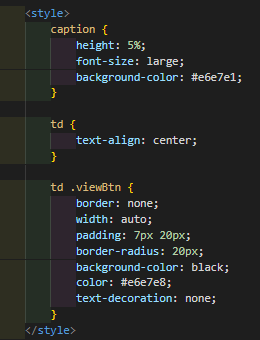 <style>
caption {
height: 5%;
font-size: large;
background-color: #e6e7e1;
}
td {
text-align: center;
}
td .viewBtn {
border: none;
width: auto;
padding: 7px 20px;
border-radius: 20px;
background-color: black;
color: #e6e7e8;
text-decoration: none;
}
</style>